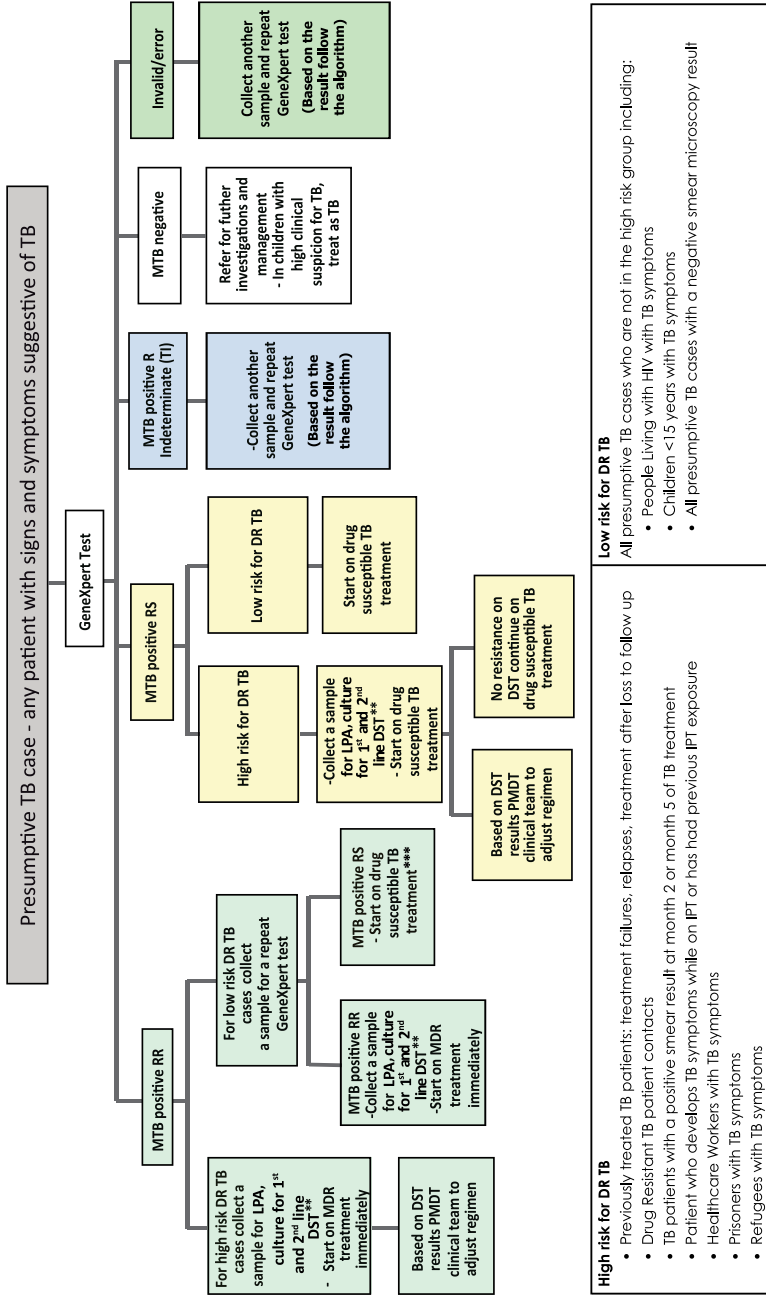 Presumptive TB case - any patient with signs and symptoms suggestive of TB
GeneXpert Test
MTB positive RR
For high risk DR TB
cases collect a
sample for LPA,
culture for 1st
and 2nd line
DST**
- Start on MDR
treatment
immediately
Based on DST
results PMDT
clinical team to
adjust regimen
For low risk DR TB
cases collect
a sample for a repeat
GeneXpert test
MTB positive RR
-Collect a sample
for LPA, culture
for 1st and 2nd
line DST**
-Start on MDR
treatment
immediately
MTB positive RS
- Start on drug
susceptible TB
treatment***
MTB positive RS
High risk for DR TB
-Collect a sample
for LPA, culture
for 1st and 2nd
line DST**
- Start on drug
susceptible TB
treatment
Based on DST
results PMDT
clinical team to
adjust regimen
No resistance on
DST continue on
drug susceptible TB
treatment
Low risk for DR TB
Start on drug
susceptible TB
treatment
MTB positive R
Indeterminate (TI)
-Collect another
sample and repeat
GeneXpert test
(Based on the
result follow
the algorithm)
MTB negative
Refer for futher
investigations and
management
- In children with
high clinical
suspicion for TB,
treat as TB
Invalid/error
Collect another
sample and repeat
GeneXpert test
(Based on the
result follow
the algorithm)
High risk for DR TB
• Previously treated TB patients: treatment failures, relapses, treatment after loss to follow up
• Drug Resistant TB patient contacts
• TB patients with a positive smear result at month 2 or month 5 of TB treatment
• Patient who develops TB symptoms while on IPT or has had previous IPT exposure
• Healthcare Workers with TB symptoms
• Prisoners with TB symptoms
• Refugees with TB symptoms
Low risk for DR TB
All presumptive TB cases who are not in the high risk group including:
• People Living with HIV with TB symptoms
• Children <15 years with TB symptoms
• All presumptive TB cases with a negative smear microscopy result